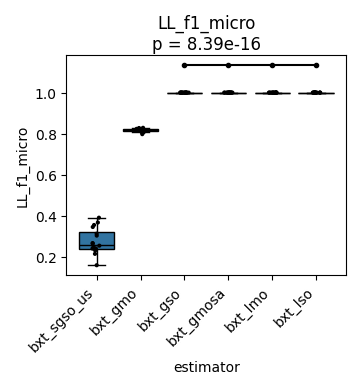 LL_f1_micro
p = 8.39e-16
LL_f1_micro
1.0
0.8
0.6
0.4
0.2
bxt_sgso_us
bxt_gmo
bxt_gso
bxt_gmosa
bxt_lmo
bxt_lso
estimator